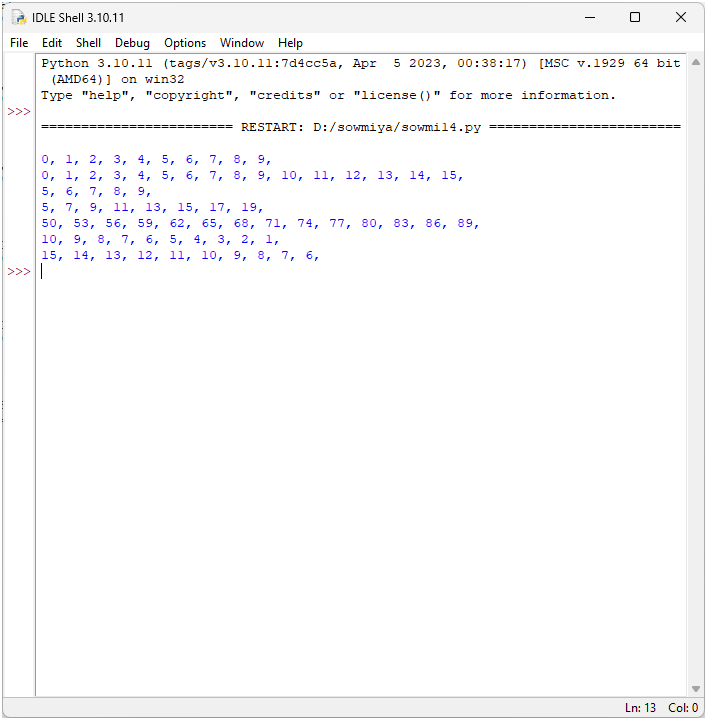 IDLE Shell 3.10.11
File Edit Shell Debug Options Window Help
Python 3.10.11 (tags/v3.10.11:7d4cc5a, Apr  5 2023, 00:38:17) [MSC v.1929 64 bit
(AMD64)] on win32
Type "help", "copyright", "credits" or "license()" for more information.
>>>
======================== RESTART: D:/sowmiya/sowmi14.py ========================
0, 1, 2, 3, 4, 5, 6, 7, 8, 9,
0, 1, 2, 3, 4, 5, 6, 7, 8, 9, 10, 11, 12, 13, 14, 15,
5, 6, 7, 8, 9,
5, 7, 9, 11, 13, 15, 17, 19,
50, 53, 56, 59, 62, 65, 68, 71, 74, 77, 80, 83, 86, 89,
10, 9, 8, 7, 6, 5, 4, 3, 2, 1,
15, 14, 13, 12, 11, 10, 9, 8, 7, 6,
>>>
Ln: 13 Col: 0